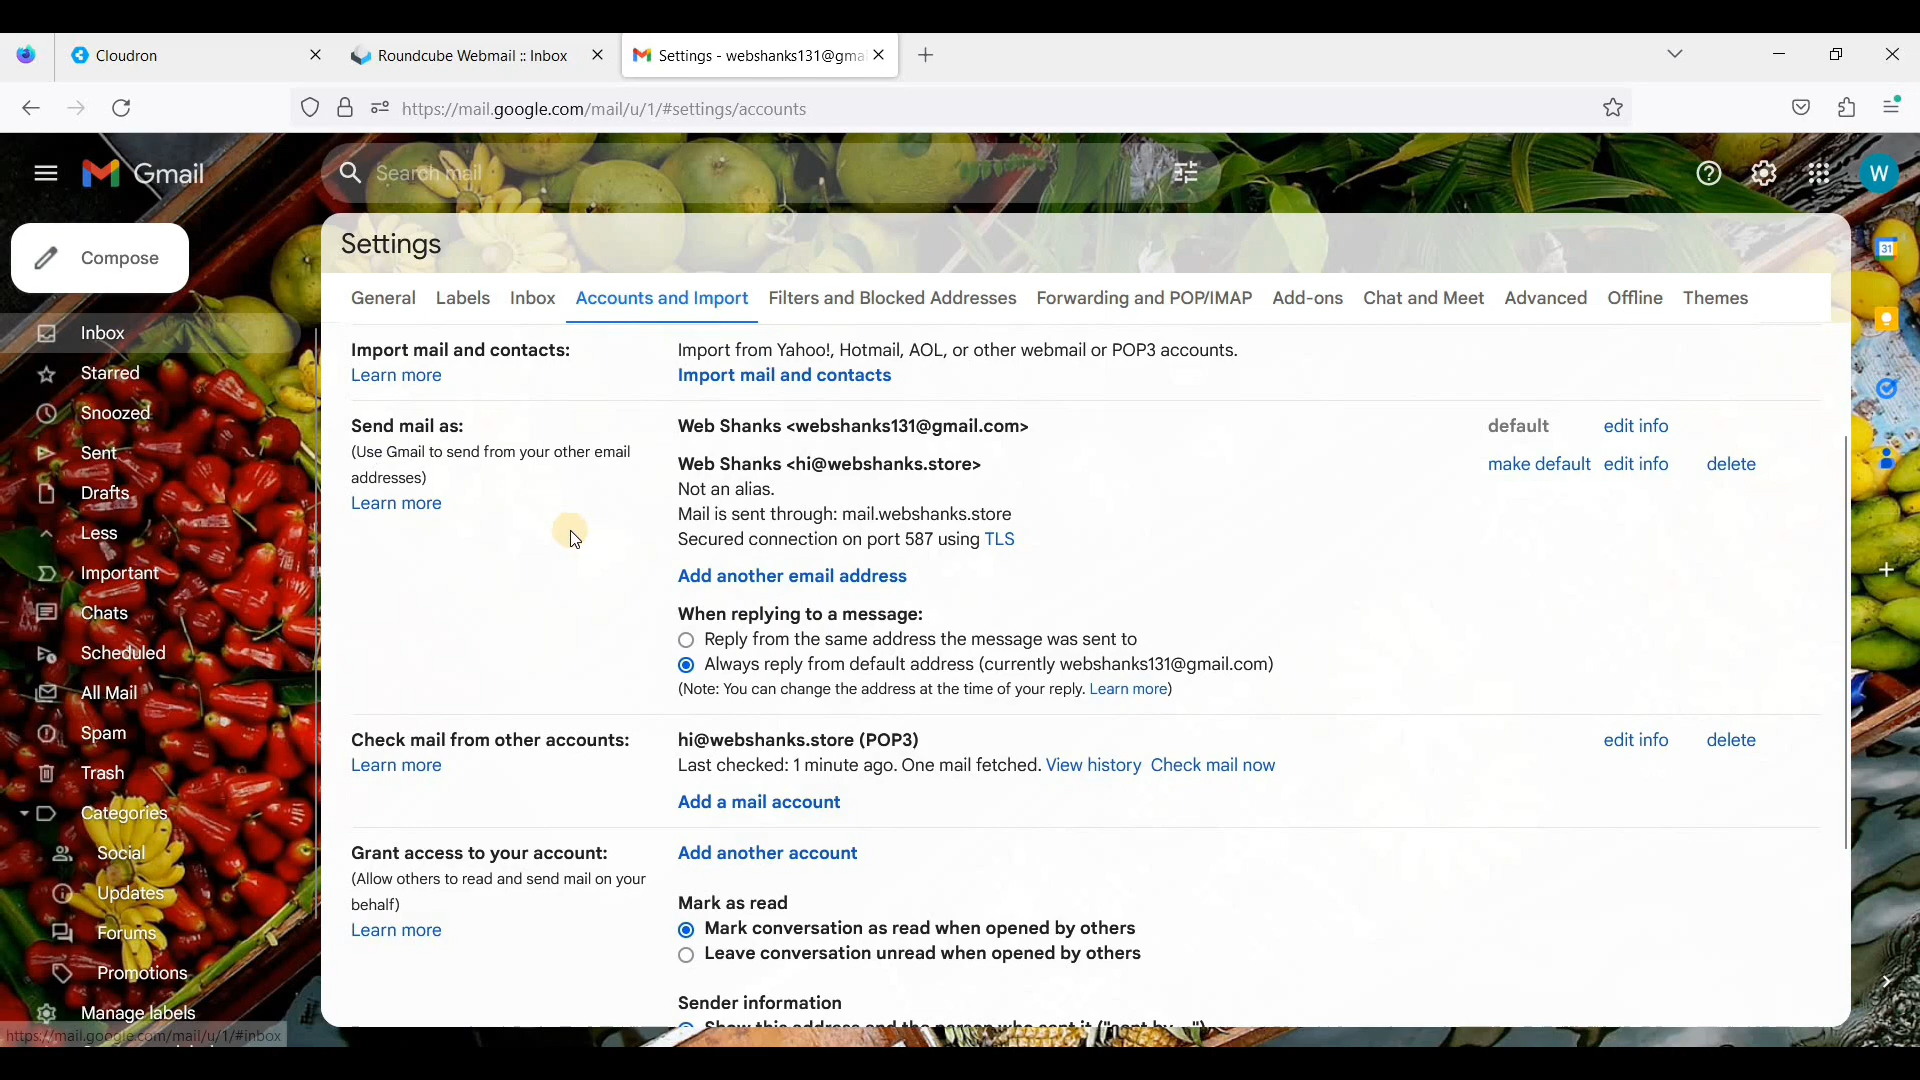 Cloudron
Roundcube Webmail :: Inbox
Settings - webshanks131@gmai
https://mail.google.com/mail/u/1/#settings/accounts
Gmail
Search mail
W
Compose
Settings
31
General Labels Inbox Accounts and Import Filters and Blocked Addresses Forwarding and POP/IMAP Add-ons Chat and Meet Advanced Offline Themes
Inbox
Starred
Snoozed
Sent
Drafts
Less
Important
Chats
Scheduled
All Mail
Spam
Trash
Categories
Social
Updates
Forums
Promotions
Manage labels
https://mail.google.com/mail/u/1/#inbox
Import mail and contacts:
Learn more
Import from Yahoo!, Hotmail, AOL, or other webmail or POP3 accounts.
Import mail and contacts
Send mail as:
(Use Gmail to send from your other email
addresses)
Learn more
Web Shanks <webshanks131@gmail.com> default edit info
Web Shanks <hi@webshanks.store> make default edit info delete
Not an alias.
Mail is sent through: mail.webshanks.store
Secured connection on port 587 using TLS
Add another email address
When replying to a message:
Reply from the same address the message was sent to
Always reply from default address (currently webshanks131@gmail.com)
(Note: You can change the address at the time of your reply. Learn more)
Check mail from other accounts:
Learn more
hi@webshanks.store (POP3) edit info delete
Last checked: 1 minute ago. One mail fetched. View history Check mail now
Add a mail account
Grant access to your account:
(Allow others to read and send mail on your
behalf)
Learn more
Add another account
Mark as read
Mark conversation as read when opened by others
Leave conversation unread when opened by others
Sender information
Show this address and the person who sent it ("sent by ...")